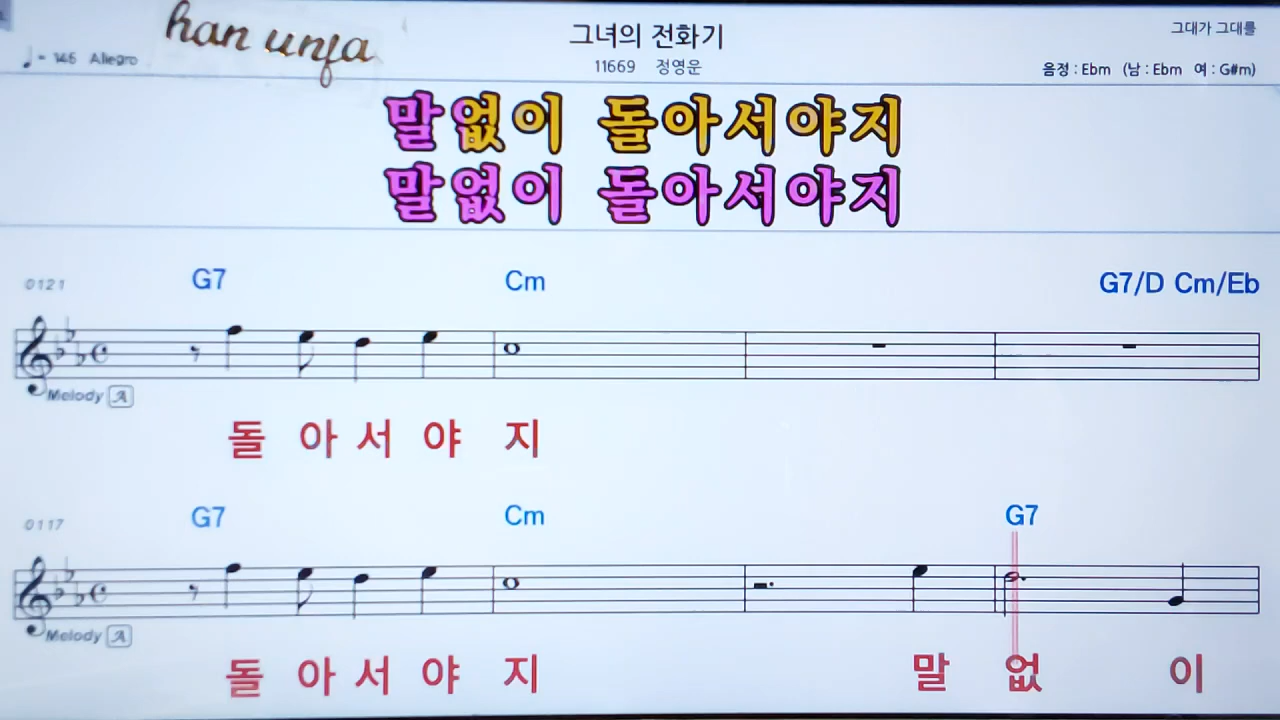 han unfa
그녀의 전화기
그대가 그대를
♩= 146 Allegro
11669 정영운
음정 : Ebm (남 : Ebm 여 : G#m)
말없이 돌아서야지
말없이 돌아서야지
0121 G7 Cm G7/D Cm/Eb
Melody A
돌 아 서 야 지
0117 G7 Cm G7
Melody A
돌 아 서 야 지 말 없 이